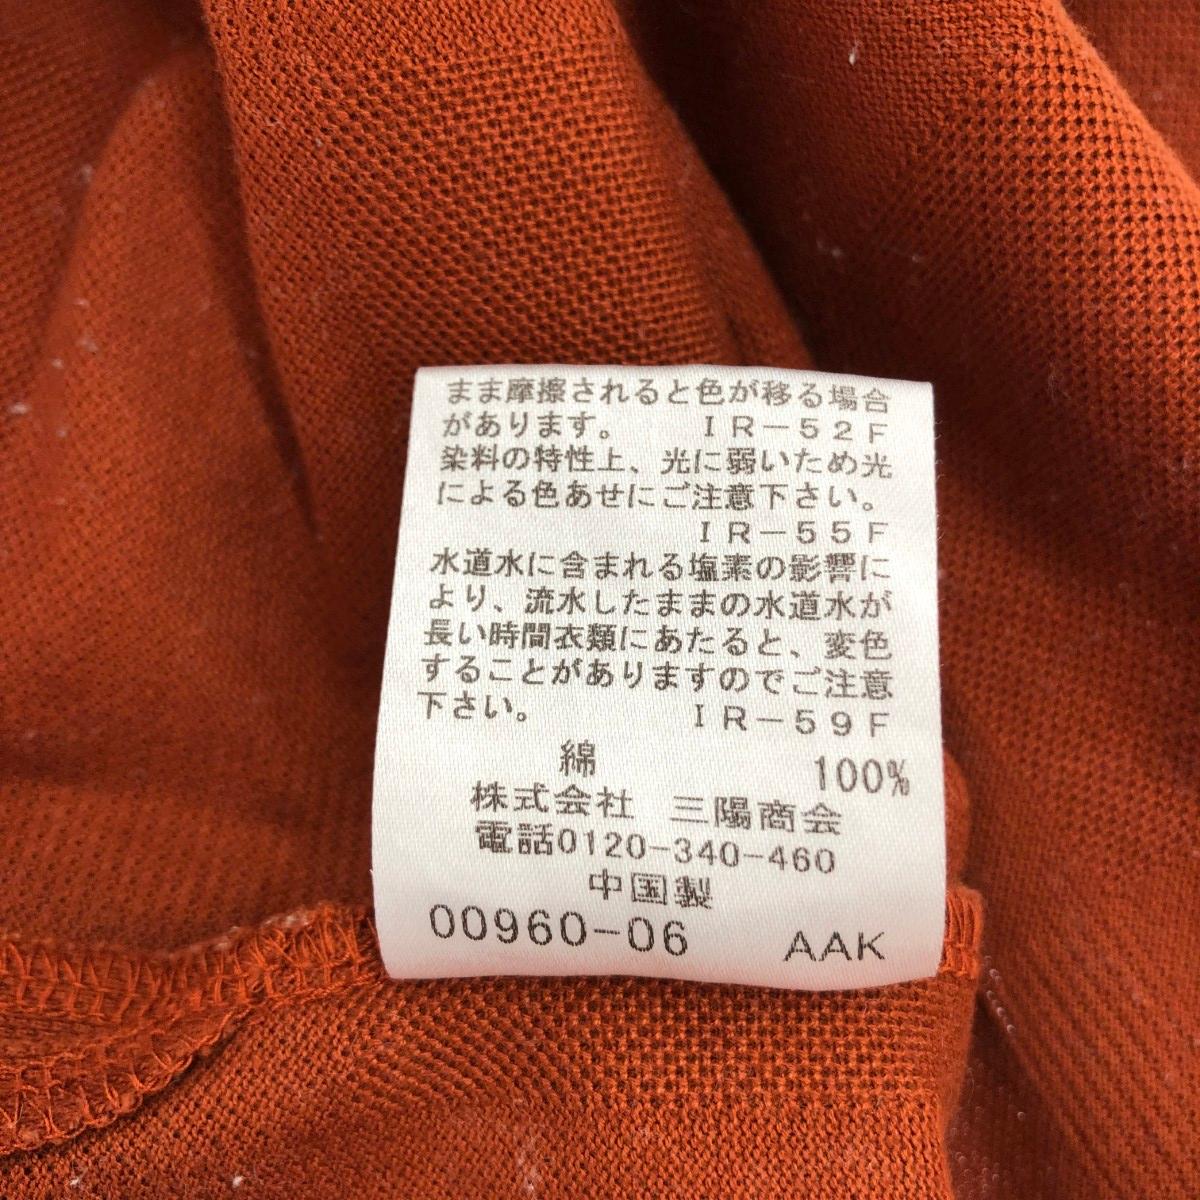 まま摩擦されると色が移る場合
があります。　ＩＲ－５２Ｆ
染料の特性上、光に弱いため光
による色あせにご注意下さい。
ＩＲ－５５Ｆ
水道水に含まれる塩素の影響に
より、流水したままの水道水が
長い時間衣類にあたると、変色
することがありますのでご注意
下さい。　ＩＲ－５９Ｆ
綿　100%
株式会社　三陽商会
電話0120-340-460
中国製
00960-06　AAK